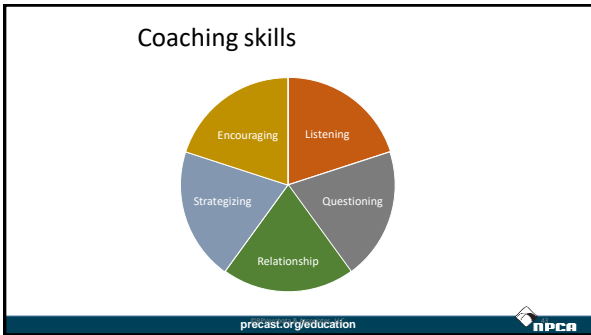 Coaching skills
Encouraging
Listening
Strategizing
Questioning
Relationship
precast.org/education
NPCA